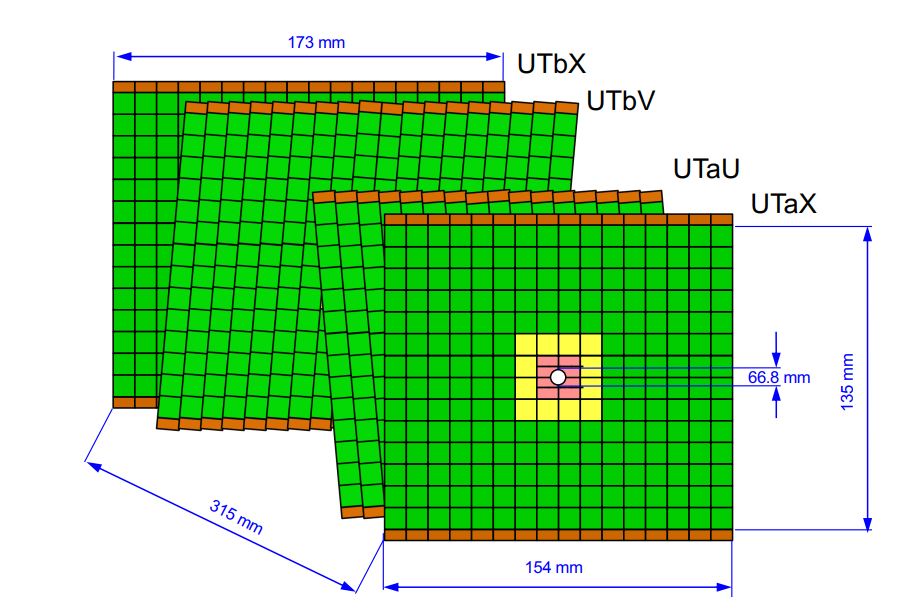 173 mm
UTbX
UTbV
UTaU
UTaX
66.8 mm
135 mm
315 mm
154 mm